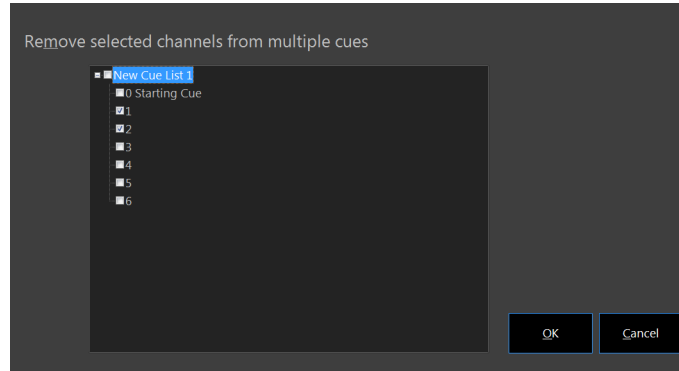 Remove selected channels from multiple cues
New Cue List 1
0 Starting Cue
1
2
3
4
5
6
OK
Cancel